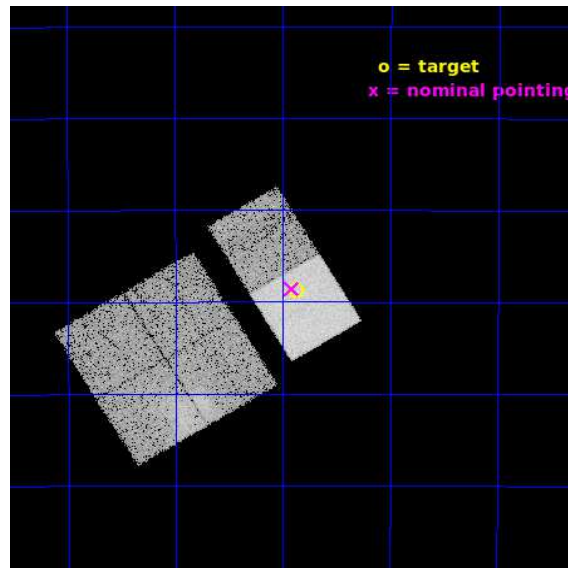 o = target
x = nominal pointing